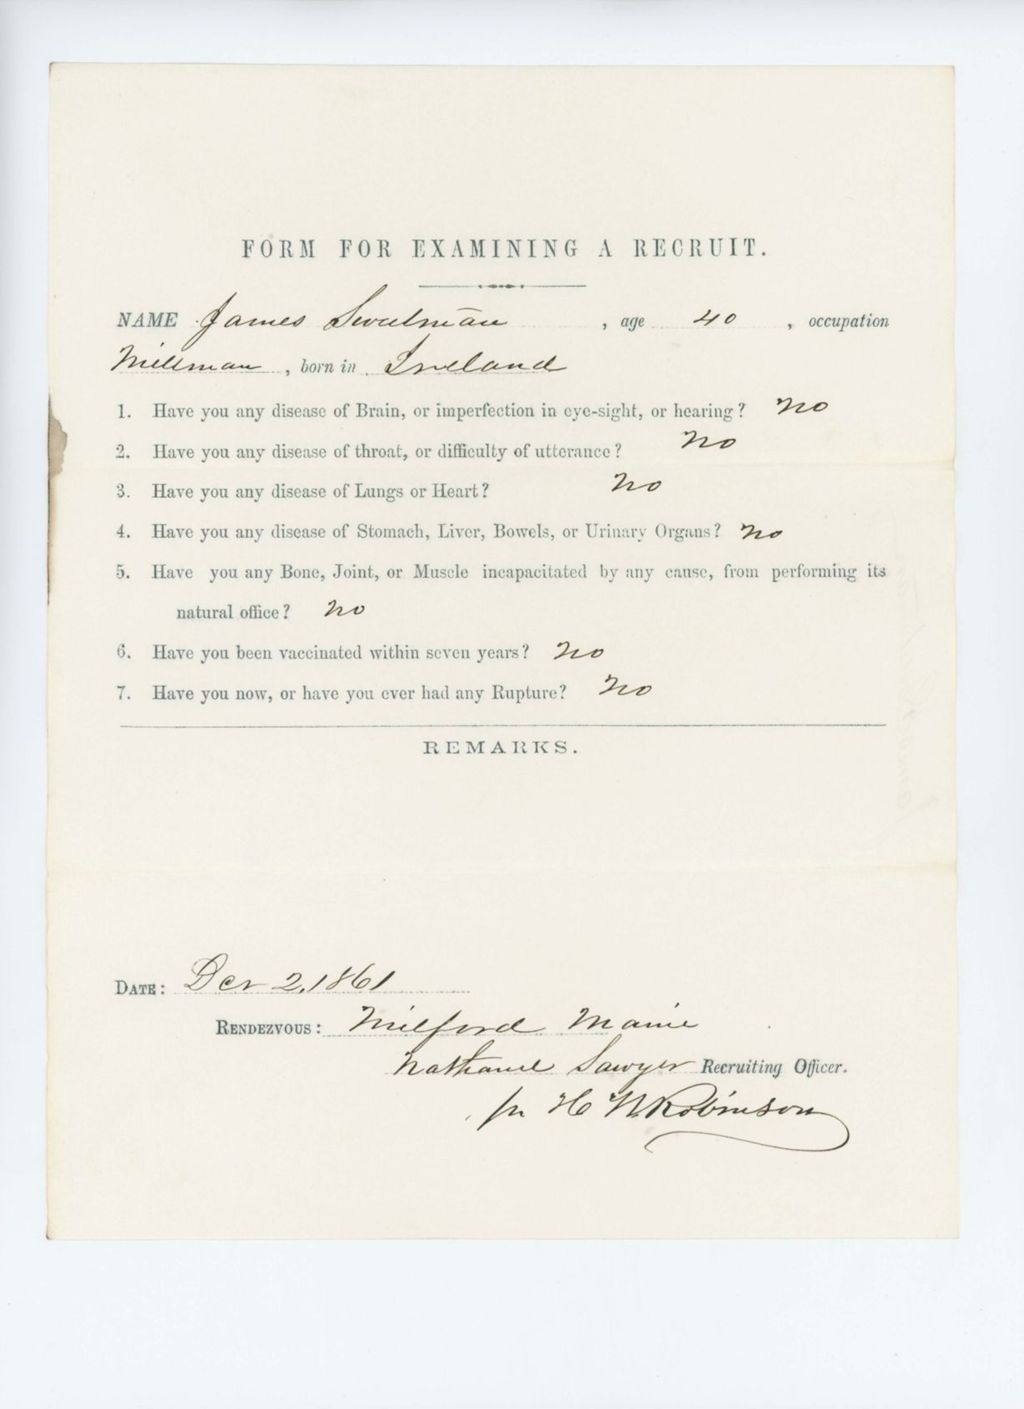 FORM FOR EXAMINING A RECRUIT.
NAME James , age 40 , occupation
Millman , born in Ireland
1. Have you any disease of Brain, or imperfection in eye-sight, or hearing? No
2. Have you any disease of throat, or difficulty of utterance? No
3. Have you any disease of Lungs or Heart? No
4. Have you any disease of Stomach, Liver, Bowels, or Urinary Organs? No
5. Have you any Bone, Joint, or Muscle incapacitated by any cause, from performing its
natural office? No
6. Have you been vaccinated within seven years? No
7. Have you now, or have you ever had any Rupture? No
REMARKS.
DATE: Dec 2, 1861
RENDEZVOUS: Milford Maine
Nathaniel Sawyer Recruiting Officer.
H Robinson